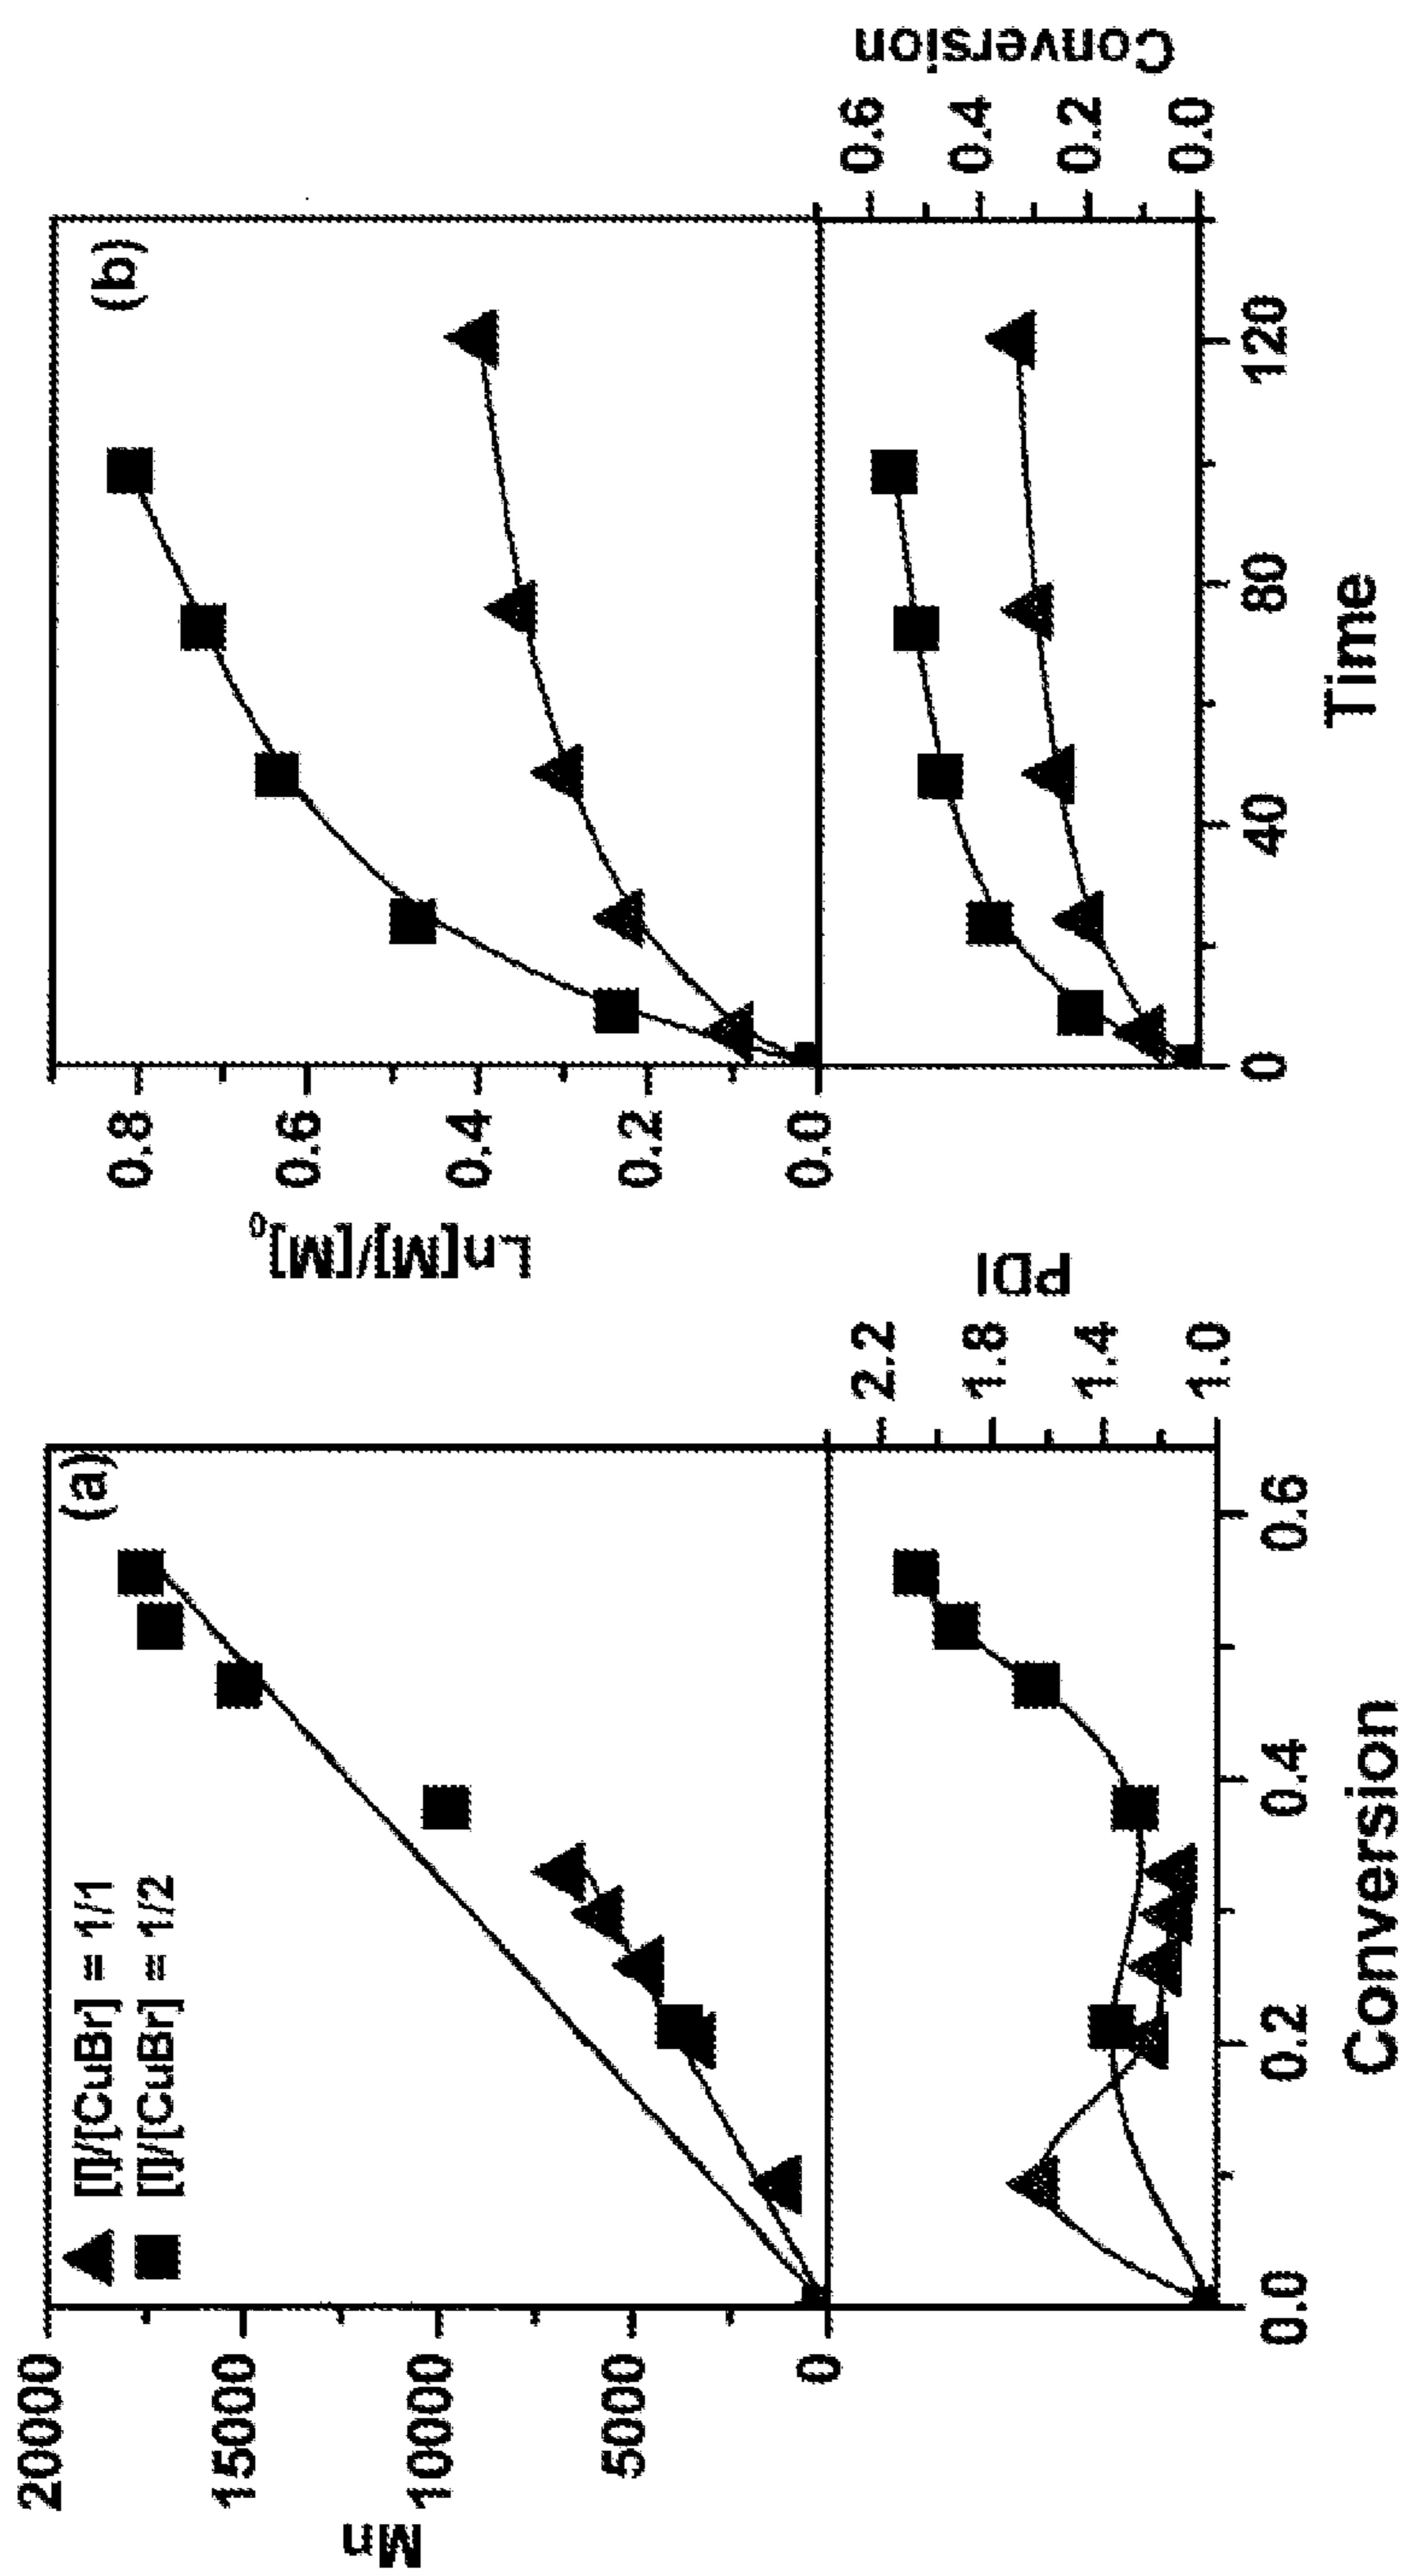 (a)
[I]/[CuBr] = 1/1
[I]/[CuBr] = 1/2
20000
15000
10000
5000
0
Mn
2.2
1.8
1.4
1.0
PDI
0.0
0.2
0.4
0.6
Conversion
(b)
0.8
0.6
0.4
0.2
0.0
Ln[M]/[M]₀
0.6
0.4
0.2
0.0
Conversion
0
40
80
120
Time